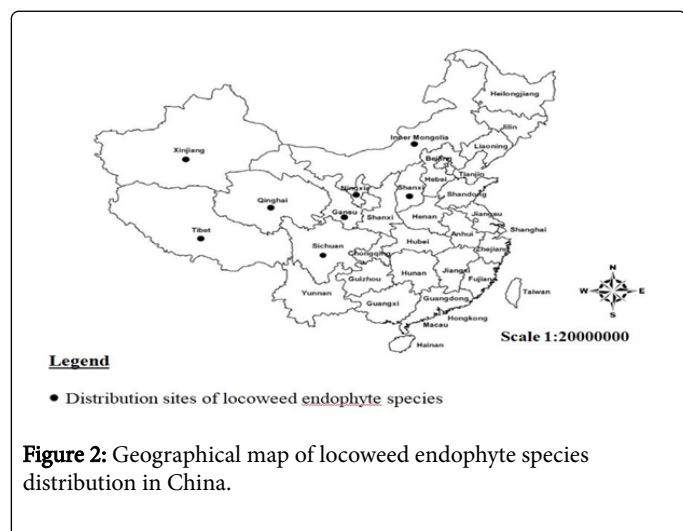 Heilongjiang
Jilin
Inner Mongolia
Liaoning
Xinjiang
Beijing
Tianjin
Hebei
Ningxia
Shanxi
Shandong
Qinghai
Gansu
Shanxi
Henan
Jiangsu
Tibet
Shanghai
Anhui
Hubei
Sichuan
Chongqing
Zhejiang
Hunan
Jiangxi
Guizhou
Fujian
Yunnan
Guangxi
Guangdong
Taiwan
Hongkong
Macau
Hainan
N
W E
S
Scale 1:20000000
Legend
• Distribution sites of locoweed endophyte species
Figure 2: Geographical map of locoweed endophyte species
distribution in China.